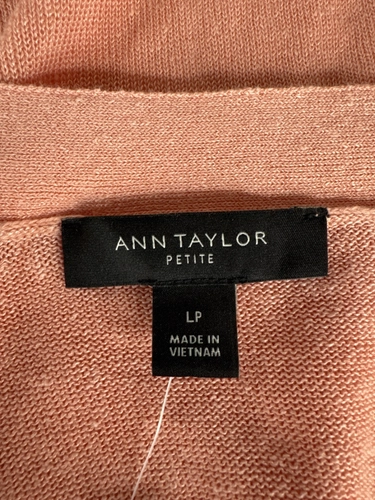 ANN TAYLOR
PETITE
LP
MADE IN
VIETNAM